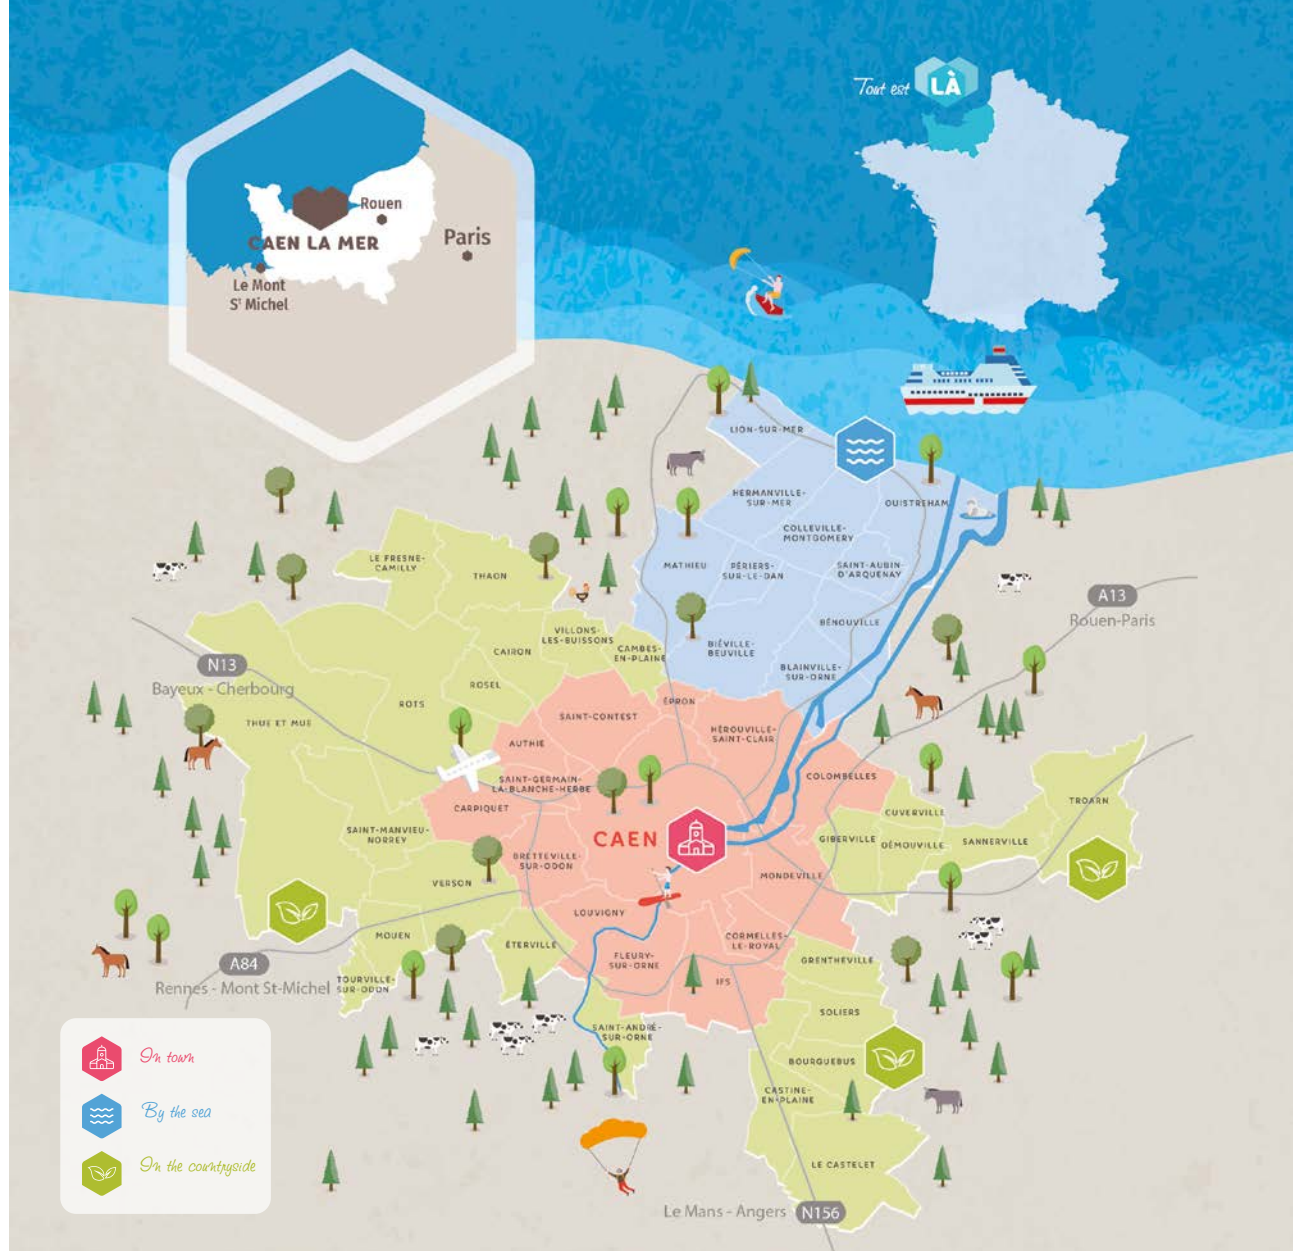 Tout est LÀ
Rouen
CAEN LA MER
Paris
Le Mont
St Michel
LION-SUR-MER
HERMANVILLE-
SUR-MER
OUISTREHAM
COLLEVILLE-
MONTGOMERY
LE FRESNE-
CAMILLY
THAON
MATHIEU
PÉRIERS-
SUR-LE-DAN
SAINT-AUBIN-
D'ARQUENAY
A13
Rouen-Paris
BÉNOUVILLE
VILLONS-
LES-BUISSONS
CAIRON
CAMBES-
EN-PLAINE
BIÉVILLE-
BEUVILLE
BLAINVILLE-
SUR-ORNE
N13
Bayeux - Cherbourg
ROSEL
ROTS
THUE ET MUE
ÉPRON
SAINT-CONTEST
HÉROUVILLE-
SAINT-CLAIR
AUTHIE
SAINT-GERMAIN-
LA-BLANCHE-HERBE
COLOMBELLES
CARPIQUET
TROARN
CUVERVILLE
SAINT-MANVIEU-
NORREY
CAEN
GIBERVILLE
DÉMOUVILLE
SANNERVILLE
BRETTEVILLE-
SUR-ODON
VERSON
MONDEVILLE
LOUVIGNY
MOUEN
ÉTERVILLE
CORMELLES-
LE-ROYAL
FLEURY-
SUR-ORNE
GRENTHEVILLE
A84
Rennes - Mont St-Michel
TOURVILLE-
SUR-ODON
IFS
SOLIERS
SAINT-ANDRÉ-
SUR-ORNE
BOURGUEBUS
CASTINE-
EN-PLAINE
LE CASTELET
Le Mans - Angers N156
In town
By the sea
In the countryside